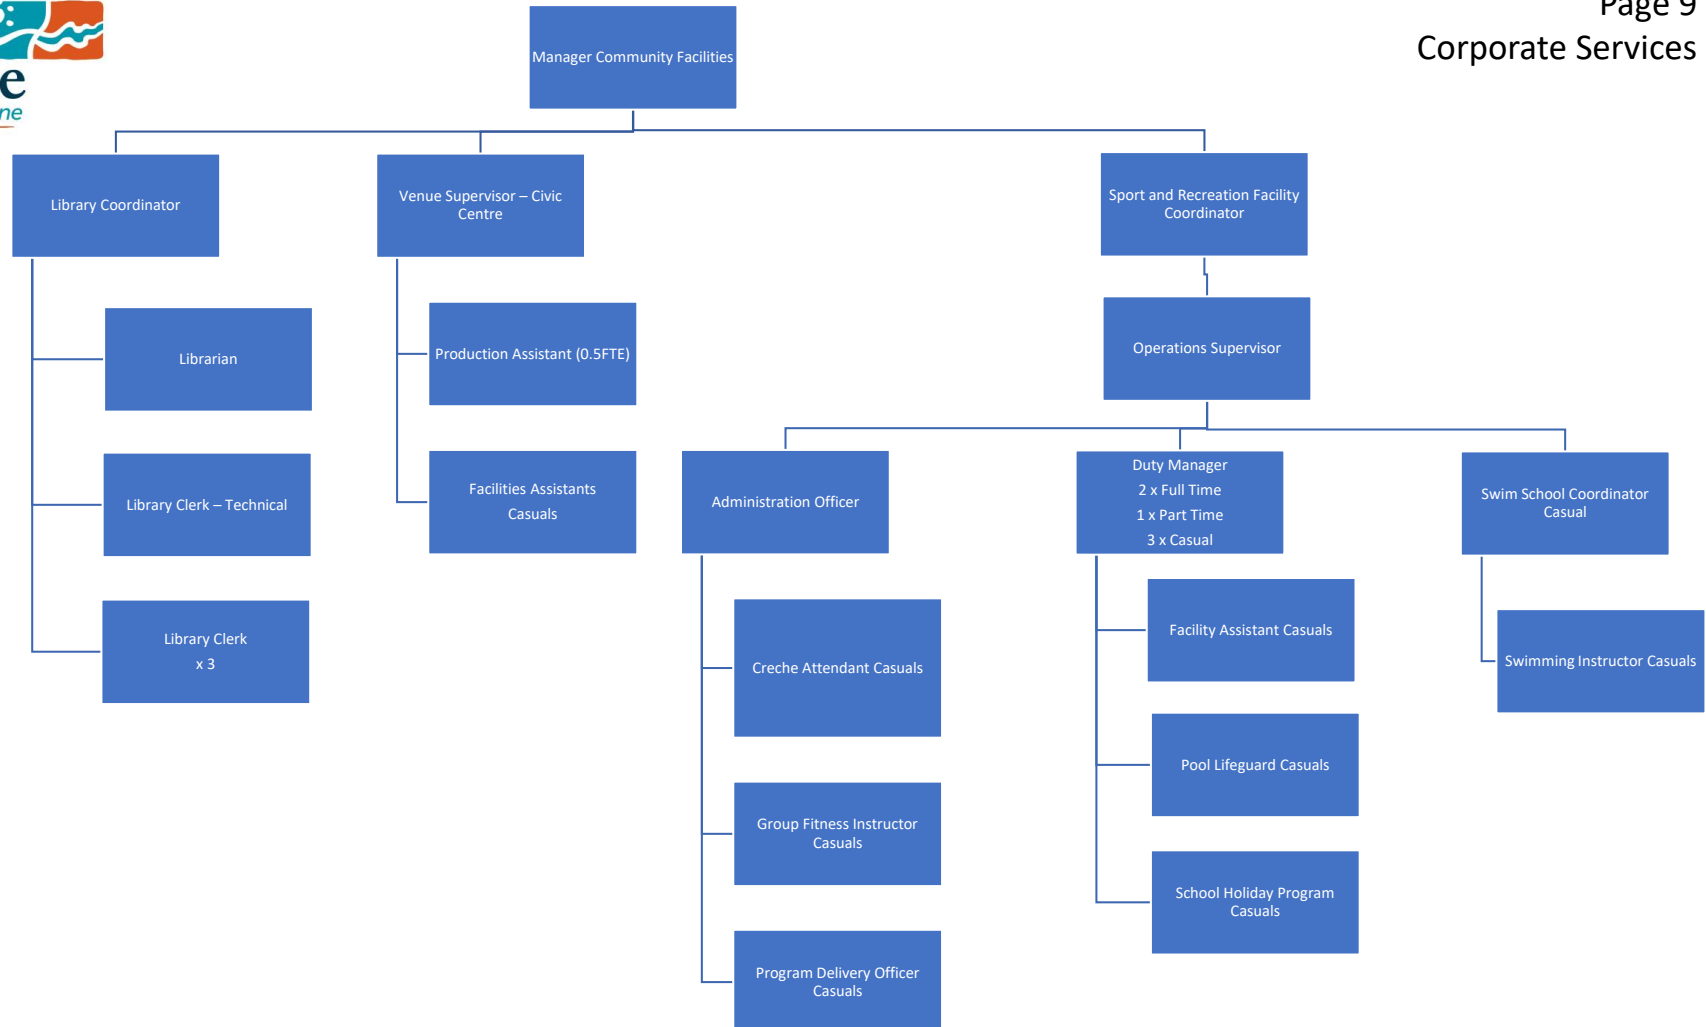 Page 9
Corporate Services
e
ne
Manager Community Facilities
Library Coordinator
Venue Supervisor – Civic
Centre
Sport and Recreation Facility
Coordinator
Librarian
Production Assistant (0.5FTE)
Operations Supervisor
Library Clerk – Technical
Facilities Assistants
Casuals
Administration Officer
Duty Manager
2 x Full Time
1 x Part Time
3 x Casual
Swim School Coordinator
Casual
Library Clerk
x 3
Creche Attendant Casuals
Facility Assistant Casuals
Swimming Instructor Casuals
Group Fitness Instructor
Casuals
Pool Lifeguard Casuals
Program Delivery Officer
Casuals
School Holiday Program
Casuals